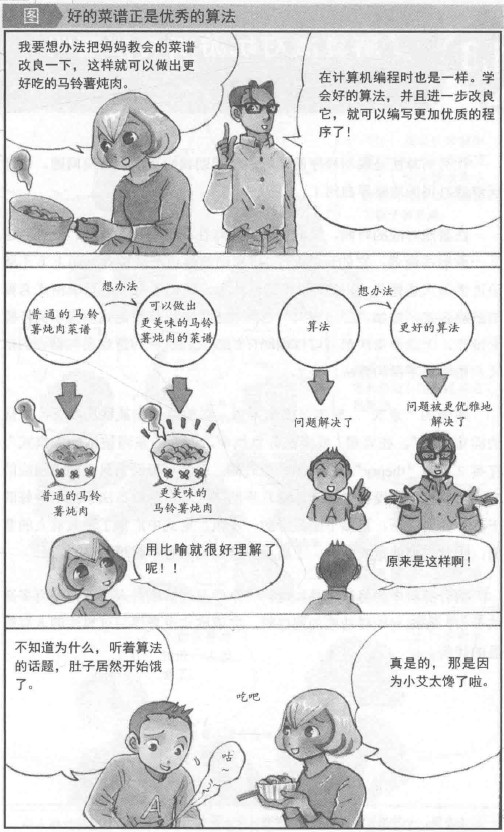 图 好的菜谱正是优秀的算法
我要想办法把妈妈教会的菜谱
改良一下，这样就可以做出更
好吃的马铃薯炖肉。
在计算机编程时也是一样。学
会好的算法，并且进一步改良
它，就可以编写更加优质的程
序了！
想办法
普通的马铃
薯炖肉菜谱
可以做出
更美味的马铃
薯炖肉的菜谱
想办法
算法
更好的算法
问题解决了
问题被更优雅地
解决了
普通的马铃
薯炖肉
更美味的
马铃薯炖肉
A
用比喻就很好理解了
呢！！
原来是这样啊！
不知道为什么，听着算法
的话题，肚子居然开始饿
了。
吃吧
真是的，那是因
为小艾太馋了啦。
咕
A